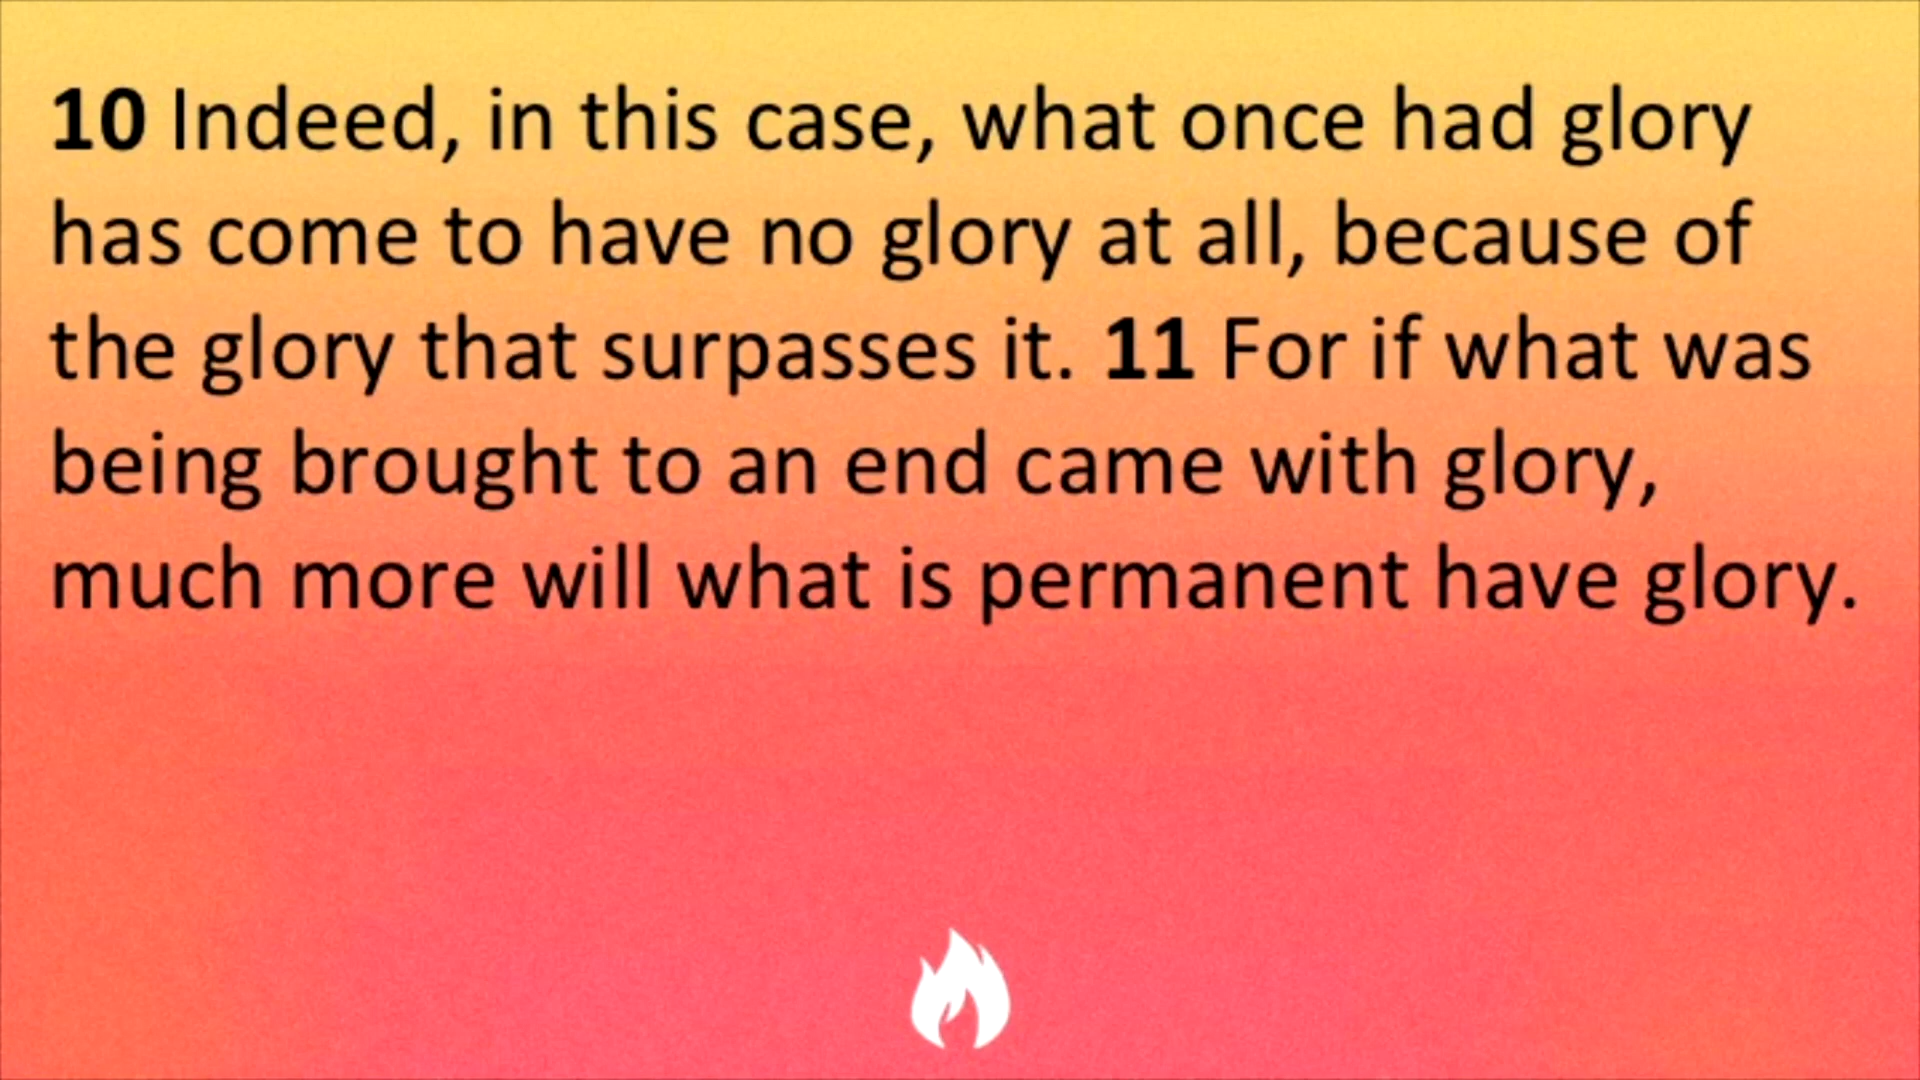 10 Indeed, in this case, what once had glory
has come to have no glory at all, because of
the glory that surpasses it. 11 For if what was
being brought to an end came with glory,
much more will what is permanent have glory.